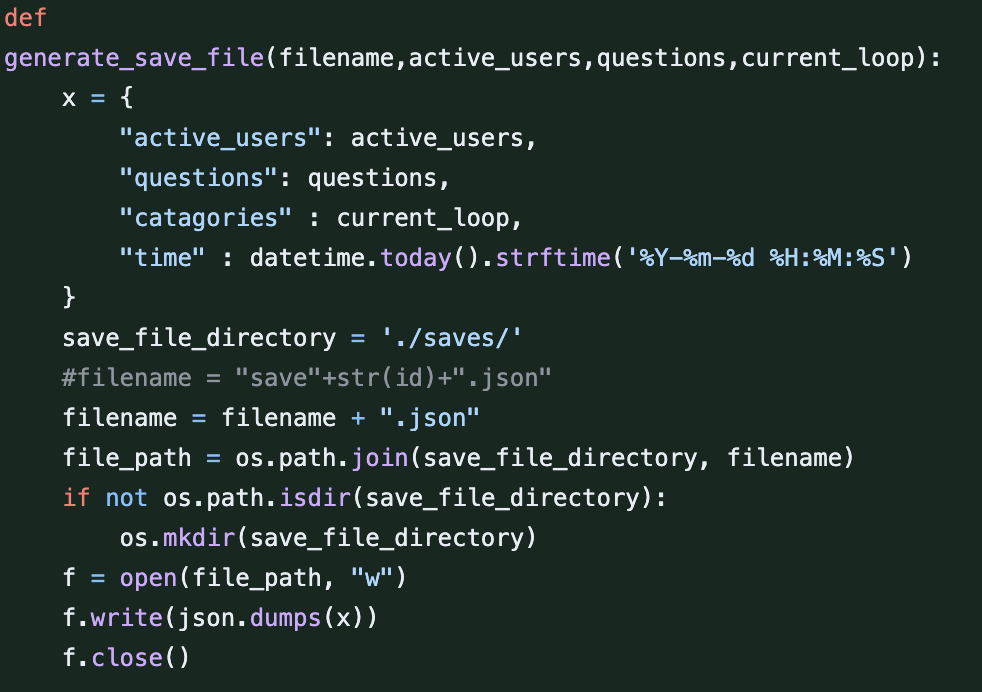 def
generate_save_file(filename,active_users,questions,current_loop):
    x = {
        "active_users": active_users,
        "questions": questions,
        "catagories" : current_loop,
        "time" : datetime.today().strftime('%Y-%m-%d %H:%M:%S')
    }
    save_file_directory = './saves/'
    #filename = "save"+str(id)+".json"
    filename = filename + ".json"
    file_path = os.path.join(save_file_directory, filename)
    if not os.path.isdir(save_file_directory):
        os.mkdir(save_file_directory)
    f = open(file_path, "w")
    f.write(json.dumps(x))
    f.close()